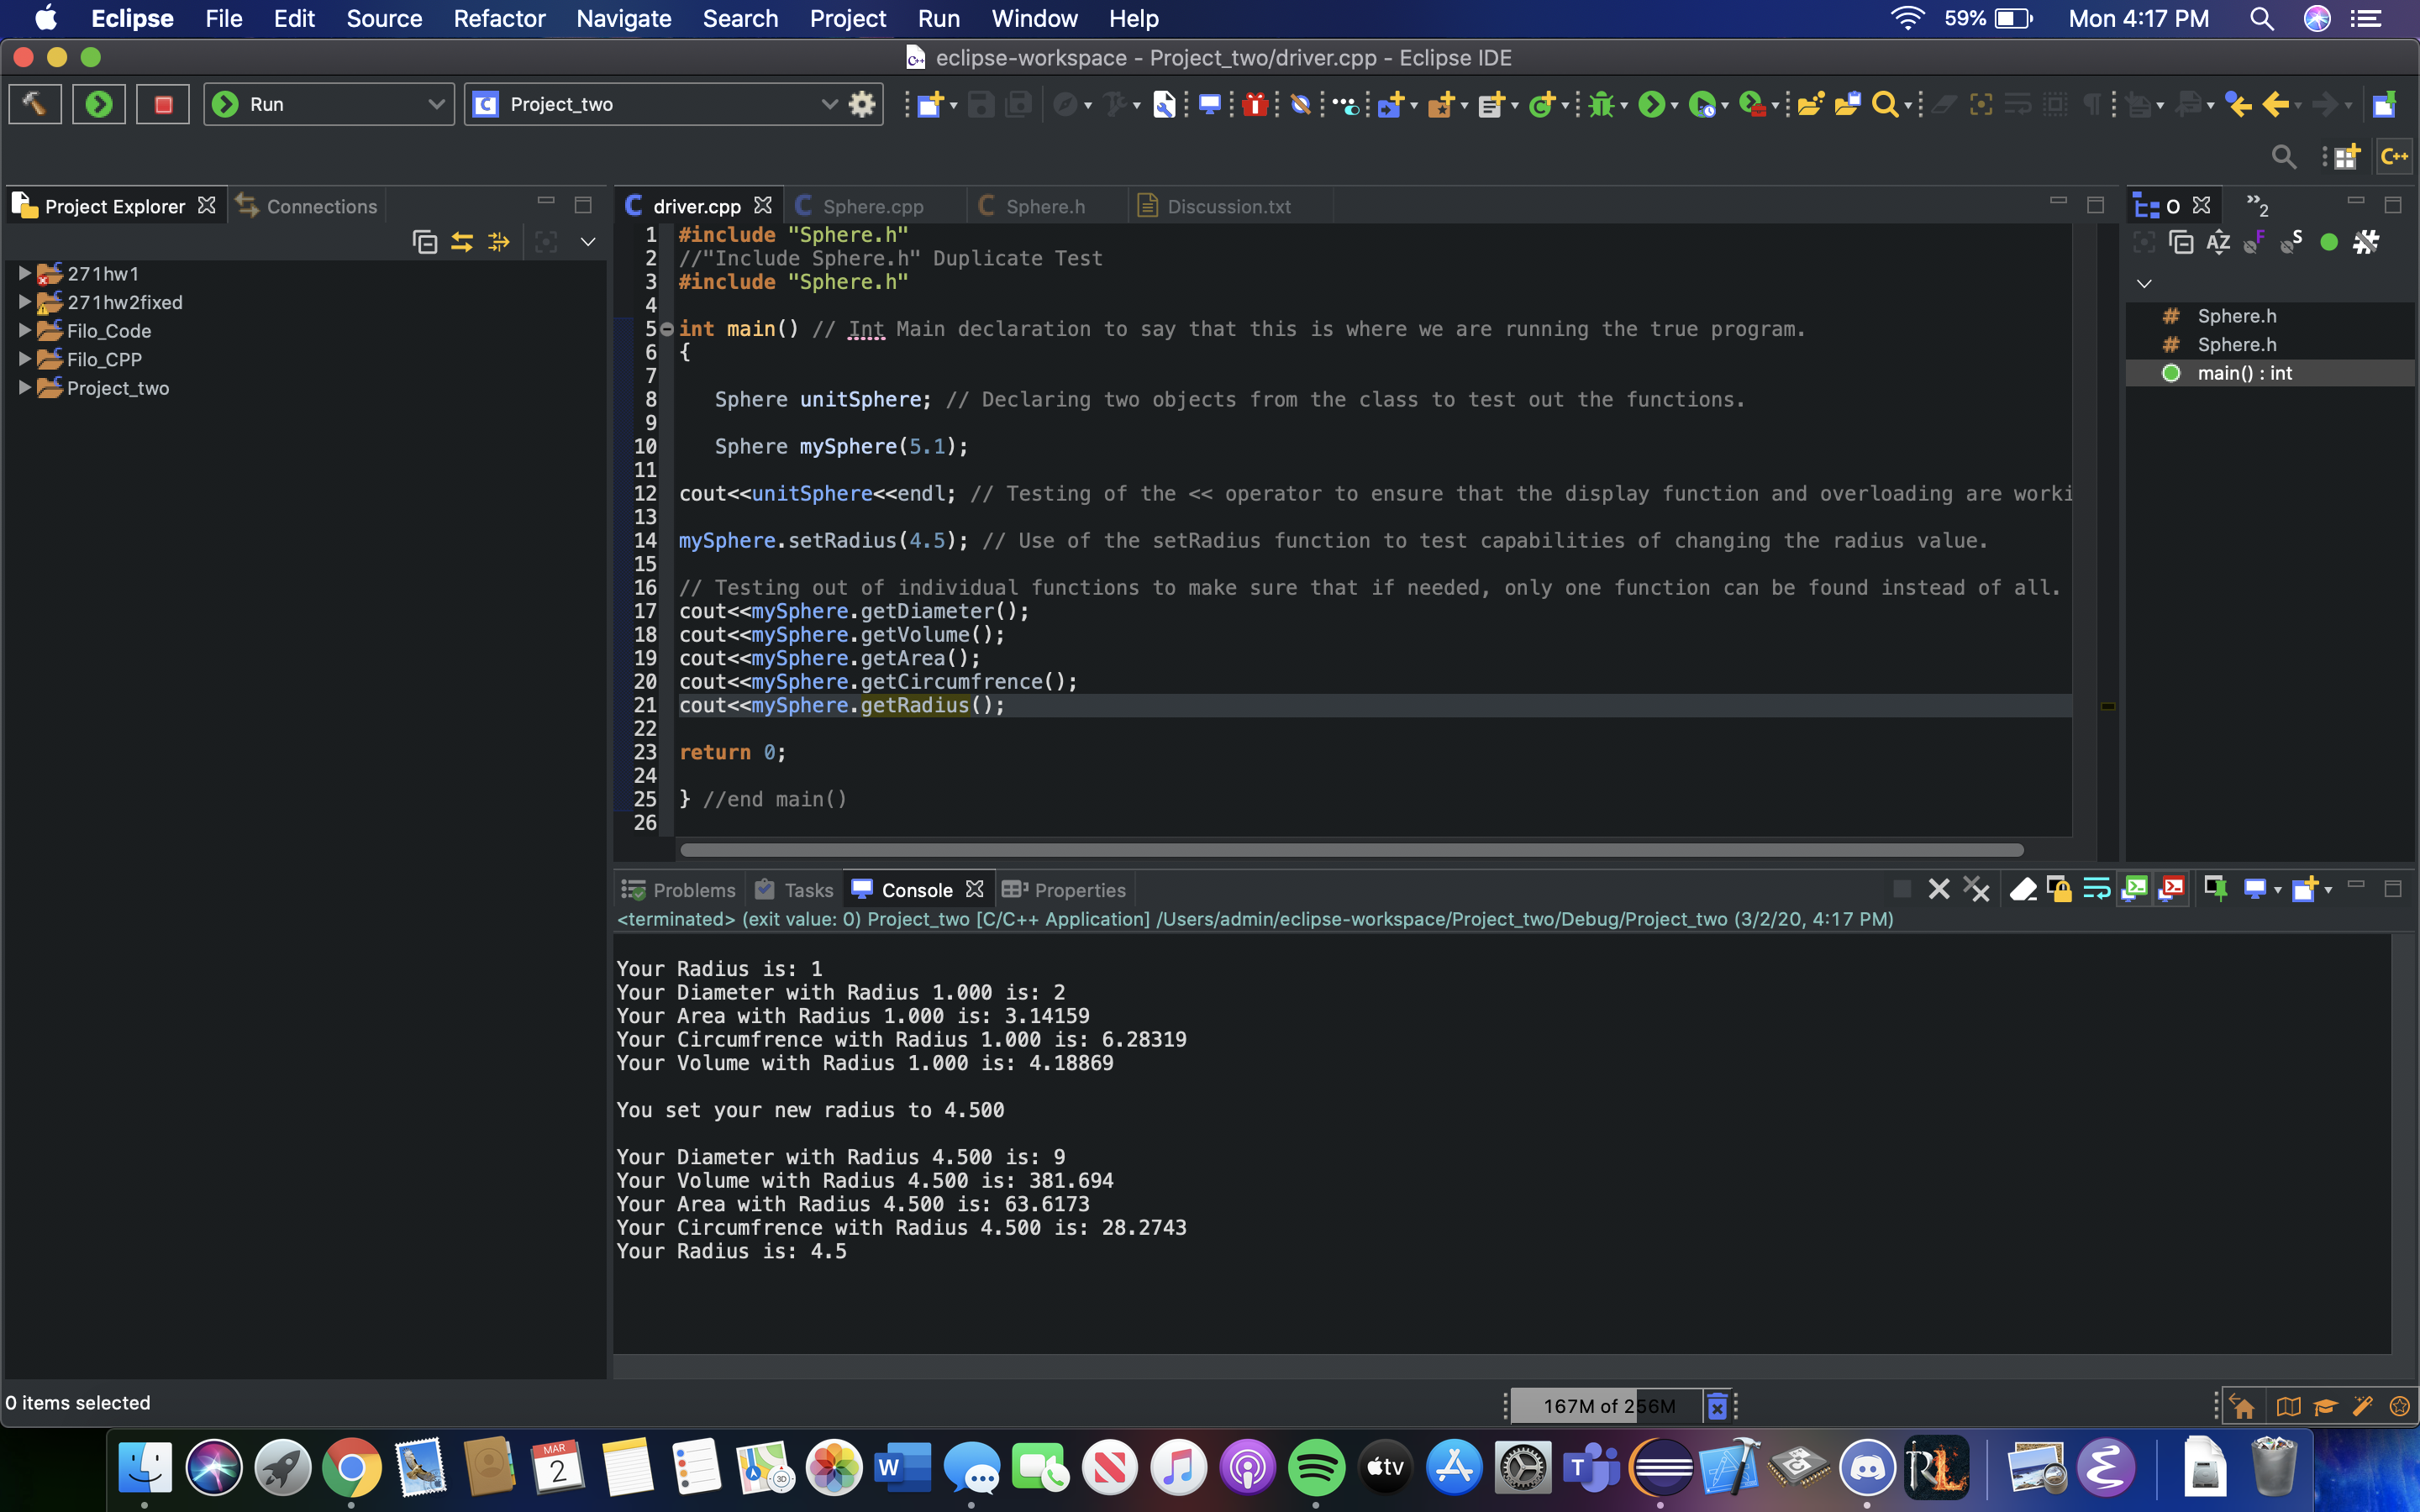 Eclipse File Edit Source Refactor Navigate Search Project Run Window Help 59% Mon 4:17 PM
eclipse-workspace - Project_two/driver.cpp - Eclipse IDE
Run Project_two
C++
Project Explorer Connections
271hw1
271hw2fixed
Filo_Code
Filo_CPP
Project_two
driver.cpp Sphere.cpp Sphere.h Discussion.txt
1 #include "Sphere.h"
2 //"Include Sphere.h" Duplicate Test
3 #include "Sphere.h"
4
5 int main() // Int Main declaration to say that this is where we are running the true program.
6 {
7
8 Sphere unitSphere; // Declaring two objects from the class to test out the functions.
9
10 Sphere mySphere(5.1);
11
12 cout<<unitSphere<<endl; // Testing of the << operator to ensure that the display function and overloading are worki
13
14 mySphere.setRadius(4.5); // Use of the setRadius function to test capabilities of changing the radius value.
15
16 // Testing out of individual functions to make sure that if needed, only one function can be found instead of all.
17 cout<<mySphere.getDiameter();
18 cout<<mySphere.getVolume();
19 cout<<mySphere.getArea();
20 cout<<mySphere.getCircumfrence();
21 cout<<mySphere.getRadius();
22
23 return 0;
24
25 } //end main()
26
O 2
Sphere.h
Sphere.h
main() : int
Problems Tasks Console Properties
<terminated> (exit value: 0) Project_two [C/C++ Application] /Users/admin/eclipse-workspace/Project_two/Debug/Project_two (3/2/20, 4:17 PM)
Your Radius is: 1
Your Diameter with Radius 1.000 is: 2
Your Area with Radius 1.000 is: 3.14159
Your Circumfrence with Radius 1.000 is: 6.28319
Your Volume with Radius 1.000 is: 4.18869
You set your new radius to 4.500
Your Diameter with Radius 4.500 is: 9
Your Volume with Radius 4.500 is: 381.694
Your Area with Radius 4.500 is: 63.6173
Your Circumfrence with Radius 4.500 is: 28.2743
Your Radius is: 4.5
0 items selected
167M of 256M
MAR
2
3D
W
tv
T
RL